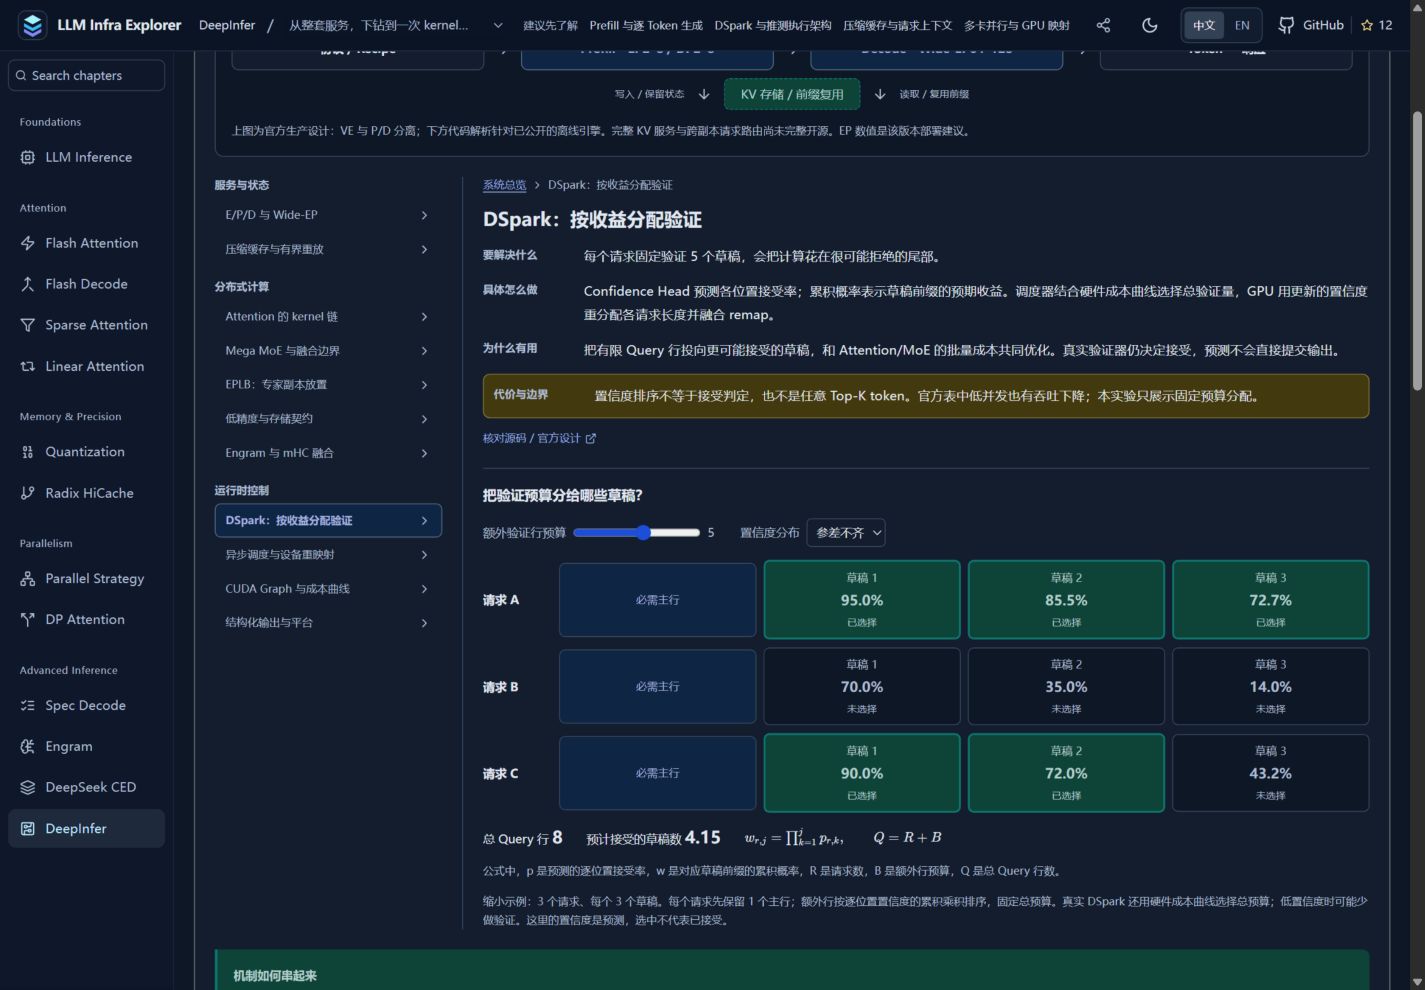 LLM Infra Explorer
DeepInfer / 从整套服务，下钻到一次 kernel...
建议先了解 Prefill 与逐 Token 生成 DSpark 与推测执行架构 压缩缓存与请求上下文 多卡并行与 GPU 映射
中文 EN GitHub 12
Search chapters
Foundations
LLM Inference
Attention
Flash Attention
Flash Decode
Sparse Attention
Linear Attention
Memory & Precision
Quantization
Radix HiCache
Parallelism
Parallel Strategy
DP Attention
Advanced Inference
Spec Decode
Engram
DeepSeek CED
DeepInfer
写入 / 保留状态 ↓ KV 存储 / 前缀复用 ↓ 读取 / 复用前缀
上图为官方生产设计：VE 与 P/D 分离；下方代码解析针对已公开的离线引擎。完整 KV 服务与跨副本请求路由尚未完整开源。EP 数值是该版本部署建议。
服务与状态
E/P/D 与 Wide-EP
压缩缓存与有界重放
分布式计算
Attention 的 kernel 链
Mega MoE 与融合边界
EPLB：专家副本放置
低精度与存储契约
Engram 与 mHC 融合
运行时控制
DSpark：按收益分配验证
异步调度与设备重映射
CUDA Graph 与成本曲线
结构化输出与平台
系统总览 > DSpark：按收益分配验证
DSpark：按收益分配验证
要解决什么 每个请求固定验证 5 个草稿，会把计算花在很可能拒绝的尾部。
具体怎么做 Confidence Head 预测各位置接受率；累积概率表示草稿前缀的预期收益。调度器结合硬件成本曲线选择总验证量，GPU 用更新的置信度
重分配各请求长度并融合 remap。
为什么有用 把有限 Query 行投向更可能接受的草稿，和 Attention/MoE 的批量成本共同优化。真实验证器仍决定接受，预测不会直接提交输出。
代价与边界 置信度排序不等于接受判定，也不是任意 Top-K token。官方表中低并发也有吞吐下降；本实验只展示固定预算分配。
核对源码 / 官方设计
把验证预算分给哪些草稿?
额外验证行预算 5 置信度分布 参差不齐
请求 A
必需主行
草稿 1
95.0%
已选择
草稿 2
85.5%
已选择
草稿 3
72.7%
已选择
请求 B
必需主行
草稿 1
70.0%
未选择
草稿 2
35.0%
未选择
草稿 3
14.0%
未选择
请求 C
必需主行
草稿 1
90.0%
已选择
草稿 2
72.0%
已选择
草稿 3
43.2%
未选择
总 Query 行 8 预计接受的草稿数 4.15 $w_{r,j} = \prod_{k=1}^{j} p_{r,k}, \quad Q = R + B$
公式中，p 是预测的逐位置接受率，w 是对应草稿前缀的累积概率，R 是请求数，B 是额外行预算，Q 是总 Query 行数。
缩小示例：3 个请求、每个 3 个草稿。每个请求先保留 1 个主行；额外行按逐位置置信度的累积乘积排序，固定总预算。真实 DSpark 还用硬件成本曲线选择总预算；低置信度时可能少
做验证。这里的置信度是预测，选中不代表已接受。
机制如何串起来